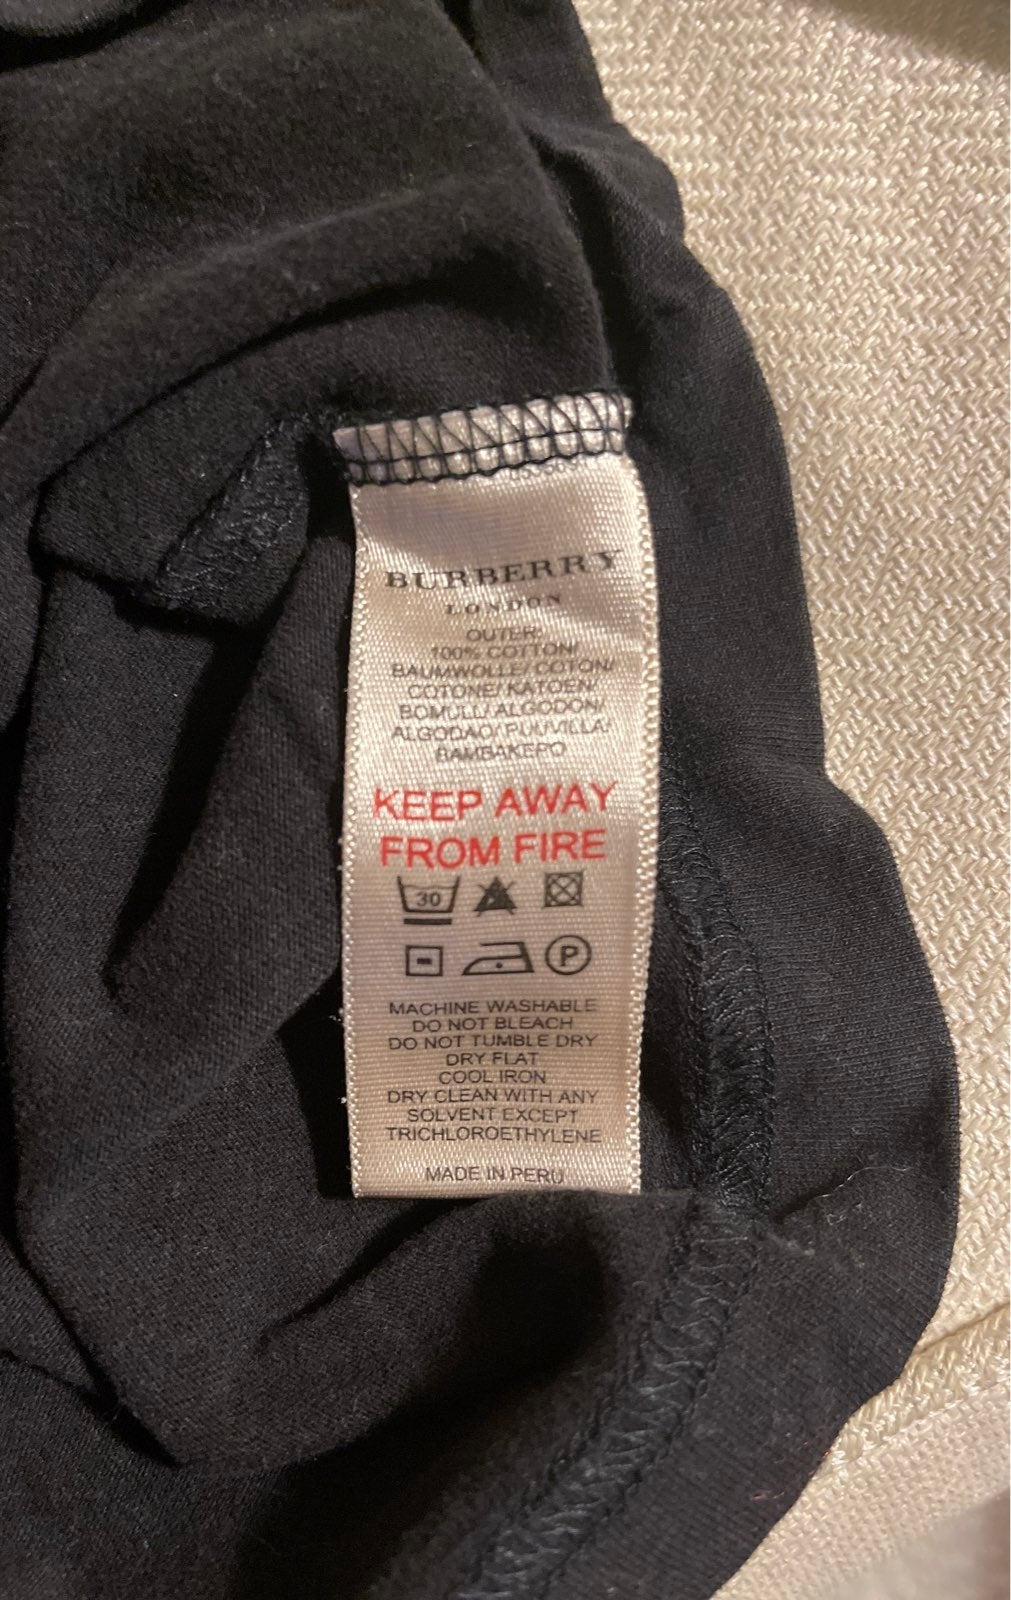 BURBERRY
LONDON
OUTER:
100% COTTON/
BAUMWOLLE/ COTON/
COTONE/ KATOEN/
BOMULL/ ALGODON/
ALGODAO/ PUUVILLA/
BAMBAKEPO
KEEP AWAY
FROM FIRE
30
P
MACHINE WASHABLE
DO NOT BLEACH
DO NOT TUMBLE DRY
DRY FLAT
COOL IRON
DRY CLEAN WITH ANY
SOLVENT EXCEPT
TRICHLOROETHYLENE
MADE IN PERU